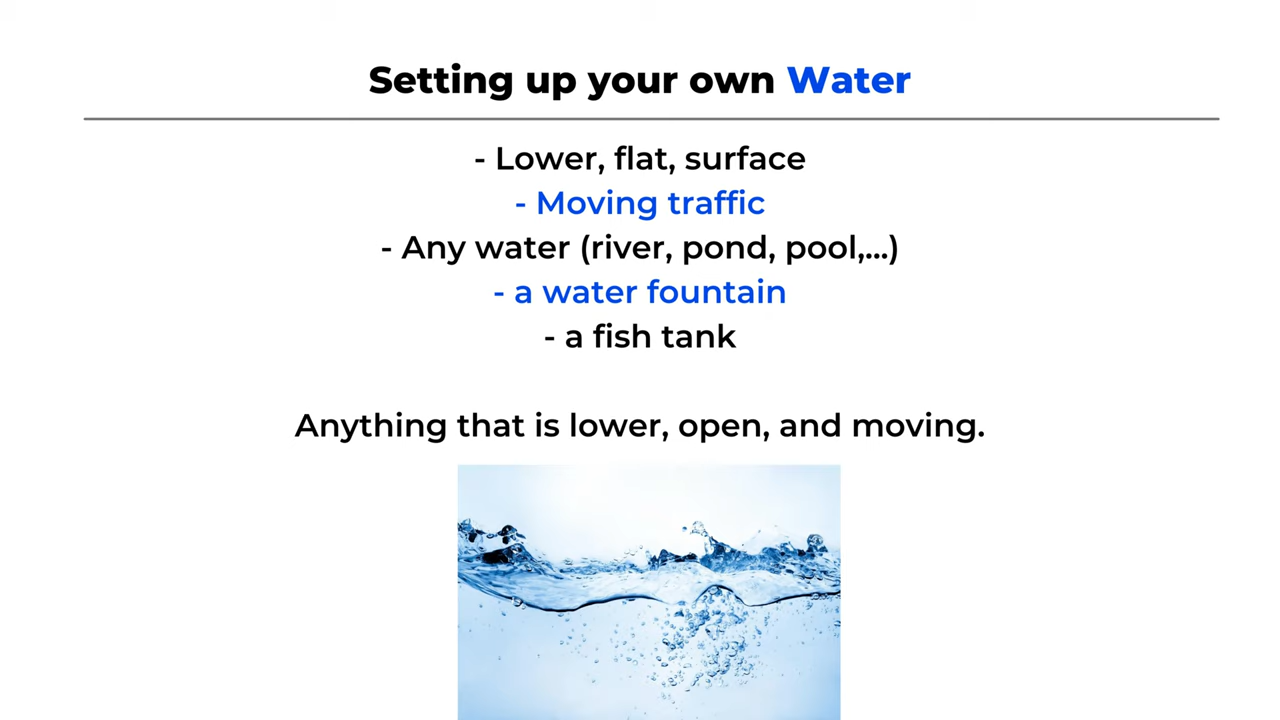 Setting up your own Water
- Lower, flat, surface
- Moving traffic
- Any water (river, pond, pool,...)
- a water fountain
- a fish tank
Anything that is lower, open, and moving.